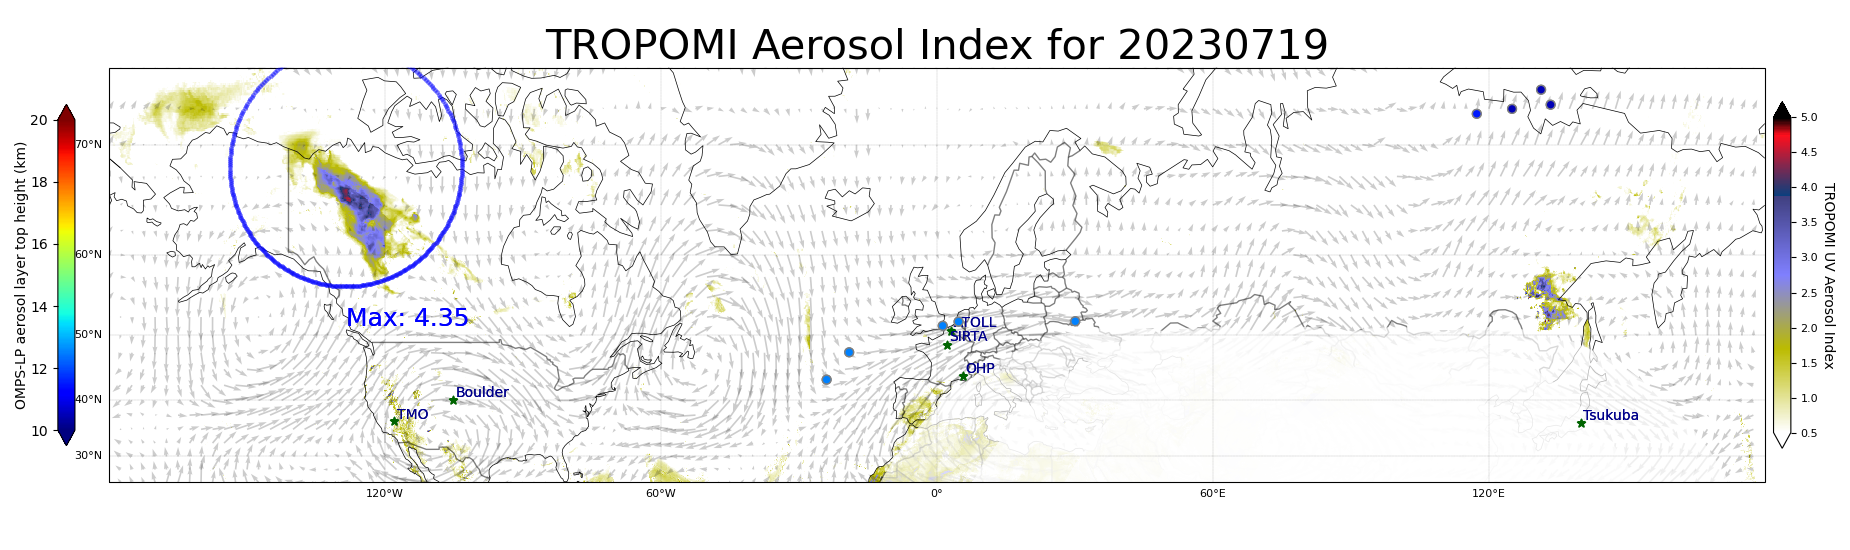 TROPOMI Aerosol Index for 20230719
OMPS-LP aerosol layer top height (km)
20
18
16
14
12
10
70°N
60°N
50°N
40°N
30°N
120°W
60°W
0°
60°E
120°E
Max: 4.35
Boulder
TMO
TOLL
SIRTA
OHP
Tsukuba
5.0
4.5
4.0
3.5
3.0
2.5
2.0
1.5
1.0
0.5
TROPOMI UV Aerosol Index